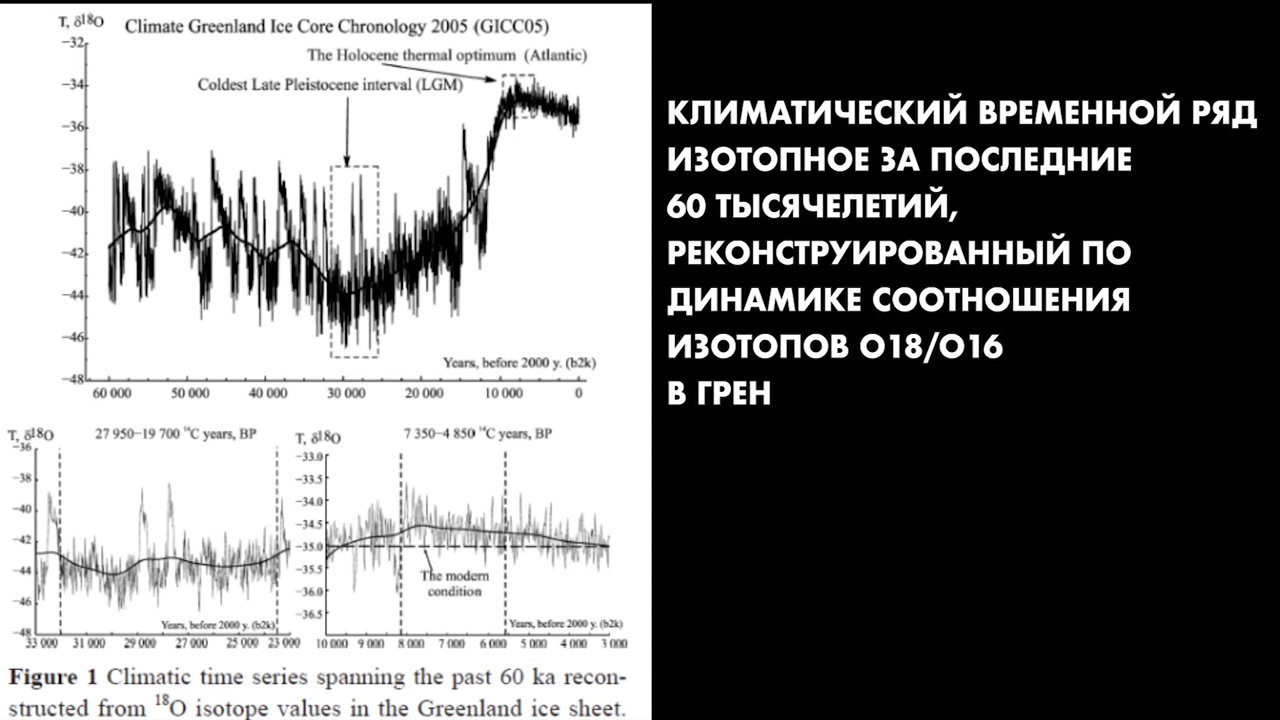 T, δ18O
Climate Greenland Ice Core Chronology 2005 (GICC05)
The Holocene thermal optimum (Atlantic)
Coldest Late Pleistocene interval (LGM)
−32
−34
−36
−38
−40
−42
−44
−46
−48
Years, before 2000 y. (b2k)
60 000 50 000 40 000 30 000 20 000 10 000 0
T, δ18O
27 950–19 700 14C years, BP
−36
−38
−40
−42
−44
−46
−48
Years, before 2000 y. (b2k)
33 000 31 000 29 000 27 000 25 000 23 000
T, δ18O
7 350–4 850 14C years, BP
−33.0
−33.5
−34.0
−34.5
−35.0
−35.5
−36.0
−36.5
The modern
condition
Years, before 2000 y. (b2k)
10 000 9 000 8 000 7 000 6 000 5 000 4 000 3 000
Figure 1 Climatic time series spanning the past 60 ka recon-
structed from 18O isotope values in the Greenland ice sheet.
КЛИМАТИЧЕСКИЙ ВРЕМЕННОЙ РЯД
ИЗОТОПНОЕ ЗА ПОСЛЕДНИЕ
60 ТЫСЯЧЕЛЕТИЙ,
РЕКОНСТРУИРОВАННЫЙ ПО
ДИНАМИКЕ СООТНОШЕНИЯ
ИЗОТОПОВ О18/О16
В ГРЕН